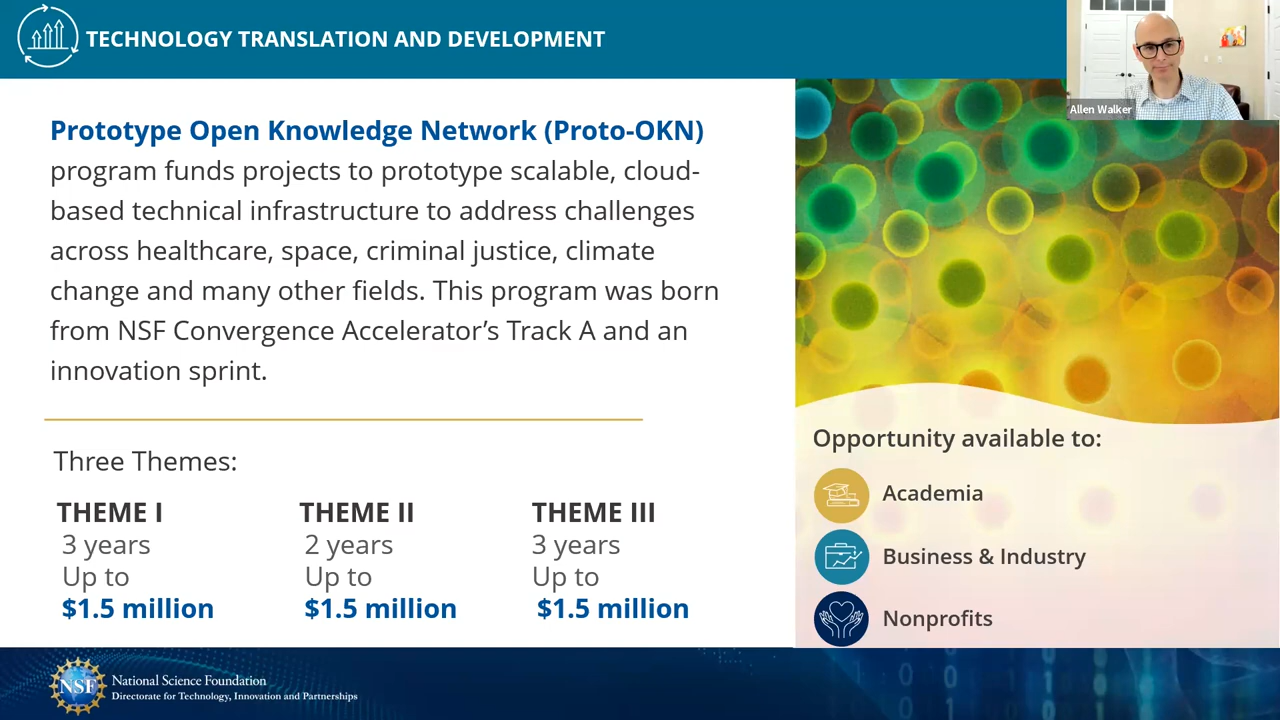 TECHNOLOGY TRANSLATION AND DEVELOPMENT
Allen Walker
Prototype Open Knowledge Network (Proto-OKN)
program funds projects to prototype scalable, cloud-
based technical infrastructure to address challenges
across healthcare, space, criminal justice, climate
change and many other fields. This program was born
from NSF Convergence Accelerator's Track A and an
innovation sprint.
Three Themes:
THEME I
3 years
Up to
$1.5 million
THEME II
2 years
Up to
$1.5 million
THEME III
3 years
Up to
$1.5 million
Opportunity available to:
Academia
Business & Industry
Nonprofits
NSF
National Science Foundation
Directorate for Technology, Innovation and Partnerships